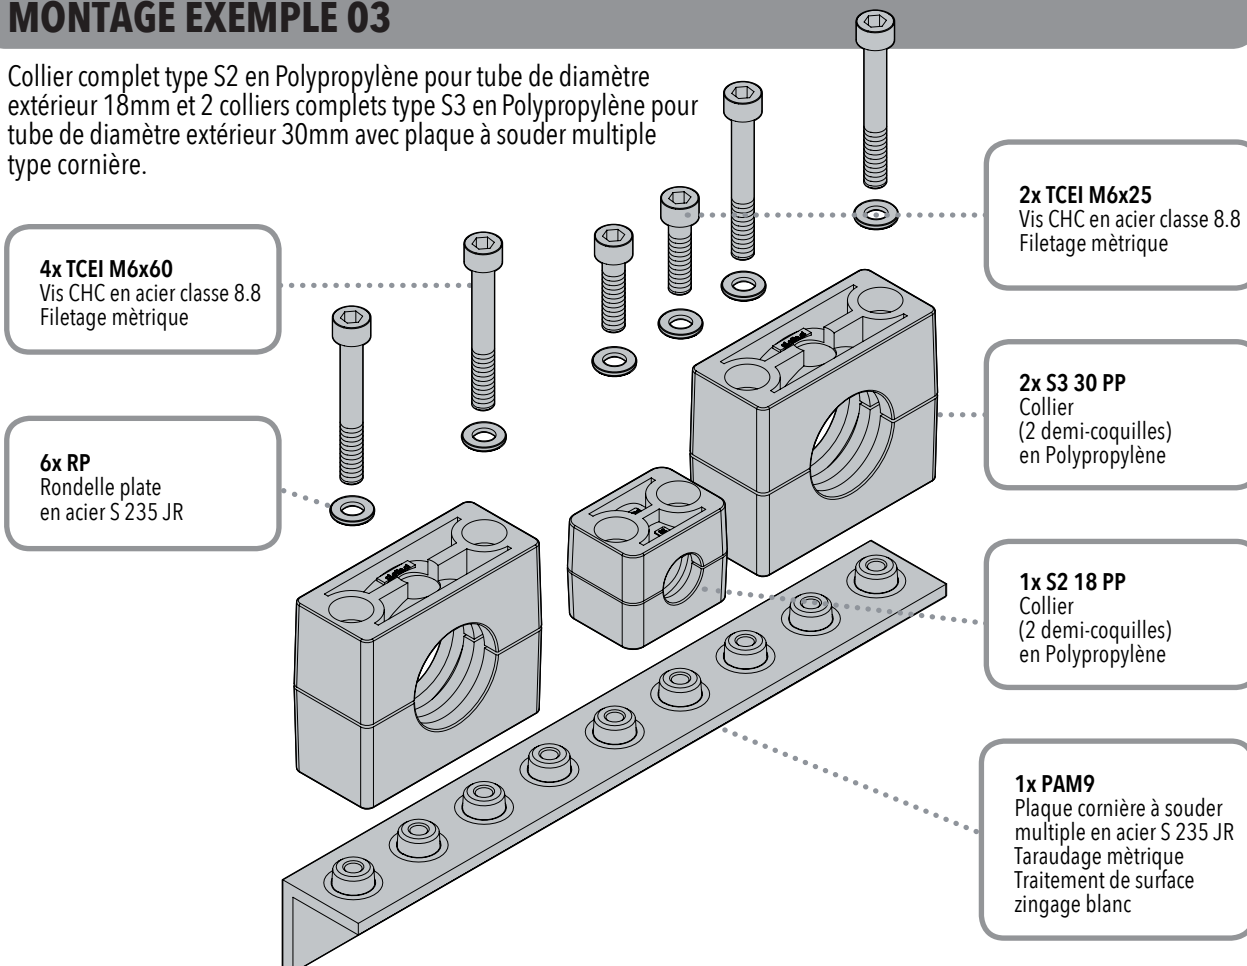 MONTAGE EXEMPLE 03
Collier complet type S2 en Polypropylène pour tube de diamètre
extérieur 18mm et 2 colliers complets type S3 en Polypropylène pour
tube de diamètre extérieur 30mm avec plaque à souder multiple
type cornière.
4x TCEI M6x60
Vis CHC en acier classe 8.8
Filetage mètrique
6x RP
Rondelle plate
en acier S 235 JR
2x TCEI M6x25
Vis CHC en acier classe 8.8
Filetage mètrique
2x S3 30 PP
Collier
(2 demi-coquilles)
en Polypropylène
1x S2 18 PP
Collier
(2 demi-coquilles)
en Polypropylène
1x PAM9
Plaque cornière à souder
multiple en acier S 235 JR
Taraudage mètrique
Traitement de surface
zingage blanc